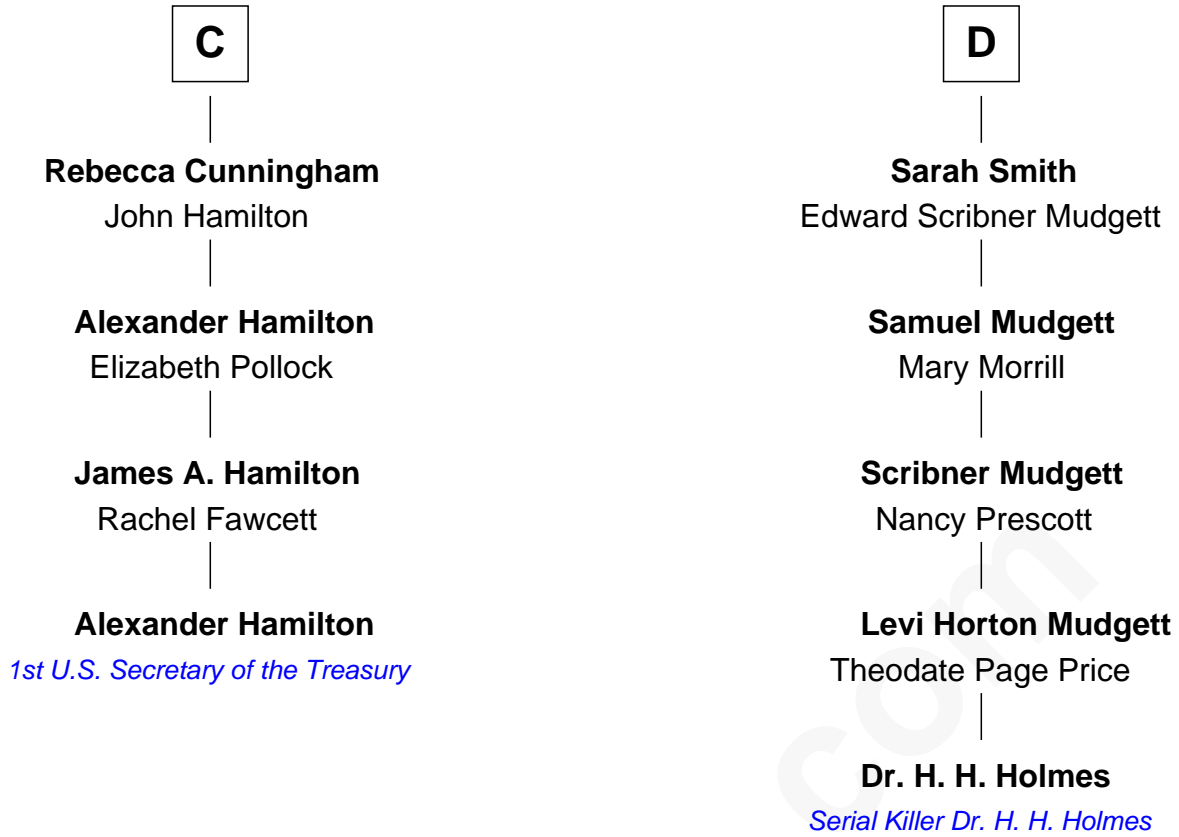 C
Rebecca Cunningham
John Hamilton
Alexander Hamilton
Elizabeth Pollock
James A. Hamilton
Rachel Fawcett
Alexander Hamilton
1st U.S. Secretary of the Treasury
D
Sarah Smith
Edward Scribner Mudgett
Samuel Mudgett
Mary Morrill
Scribner Mudgett
Nancy Prescott
Levi Horton Mudgett
Theodate Page Price
Dr. H. H. Holmes
Serial Killer Dr. H. H. Holmes
com